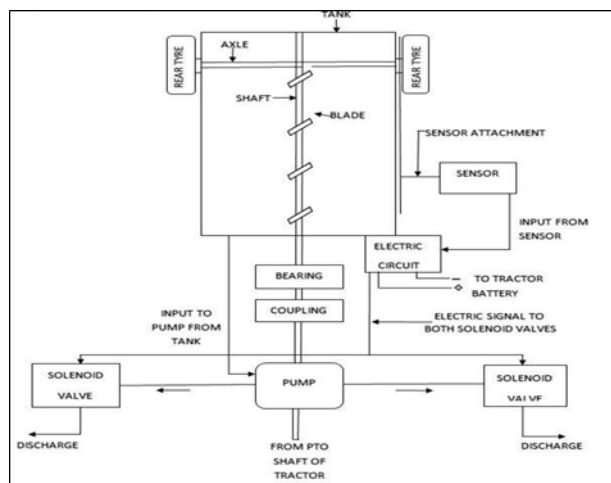 TANK
AXLE
REAR TYRE
REAR TYRE
SHAFT
BLADE
SENSOR ATTACHMENT
SENSOR
INPUT FROM
SENSOR
ELECTRIC
CIRCUIT
BEARING
TO TRACTOR
BATTERY
COUPLING
INPUT TO
PUMP FROM
TANK
ELECTRIC SIGNAL TO
BOTH SOLENOID VALVES
SOLENOID
VALVE
PUMP
SOLENOID
VALVE
DISCHARGE
FROM PTO
SHAFT OF
TRACTOR
DISCHARGE